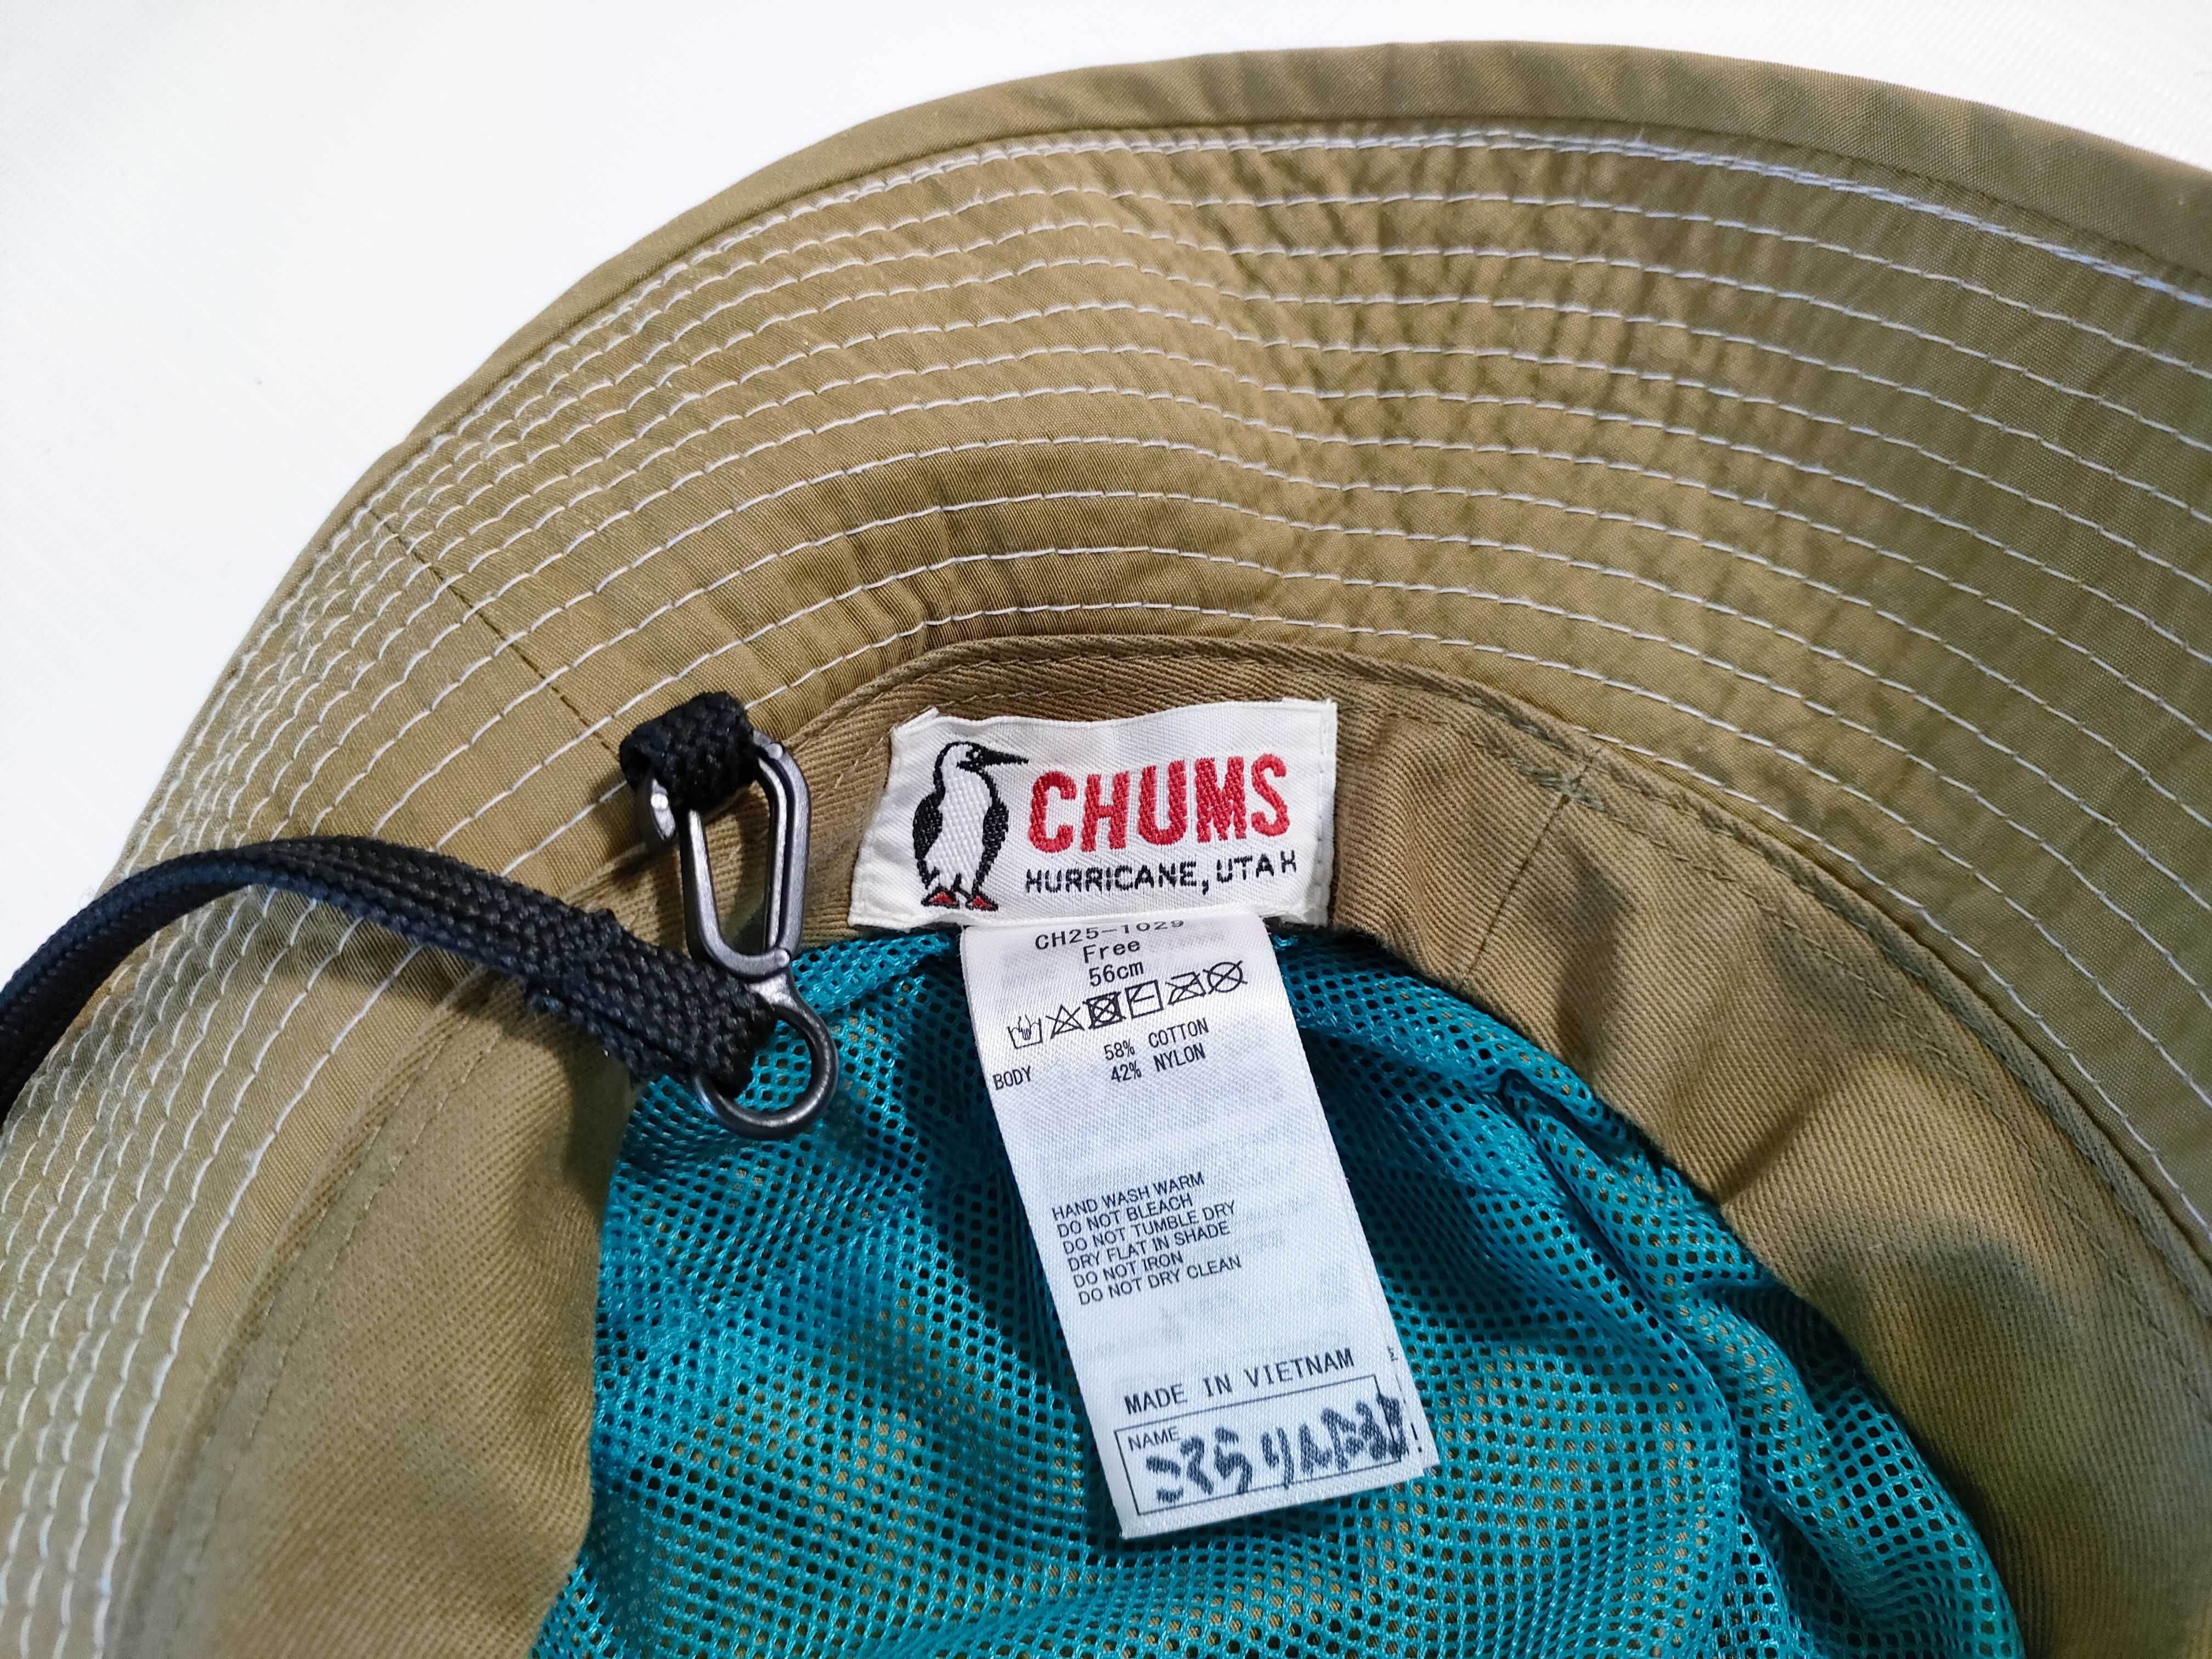 CHUMS
HURRICANE, UTAH
CH25-1029
Free
56cm
58% COTTON
BODY 42% NYLON
HAND WASH WARM
DO NOT BLEACH
DO NOT TUMBLE DRY
DRY FLAT IN SHADE
DO NOT IRON
DO NOT DRY CLEAN
MADE IN VIETNAM
NAME